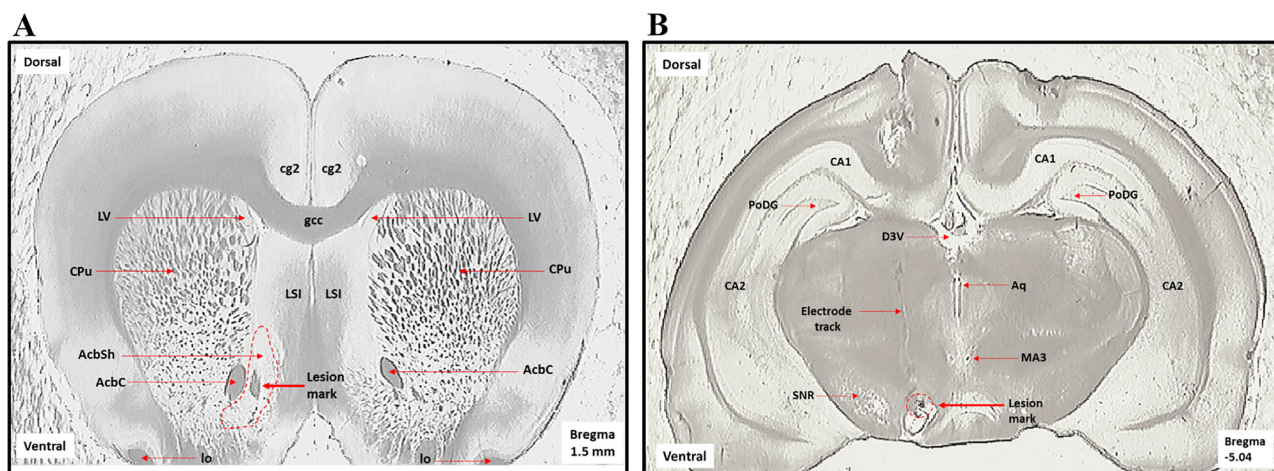 A
Dorsal
cg2 cg2
LV LV
gcc
CPu CPu
LSI LSI
AcbSh
AcbC AcbC
Lesion
mark
Ventral
lo lo
Bregma
1.5 mm
B
Dorsal
CA1 CA1
PoDG PoDG
D3V
CA2 CA2
Aq
Electrode
track
MA3
SNR
Lesion
mark
Ventral
Bregma
-5.04